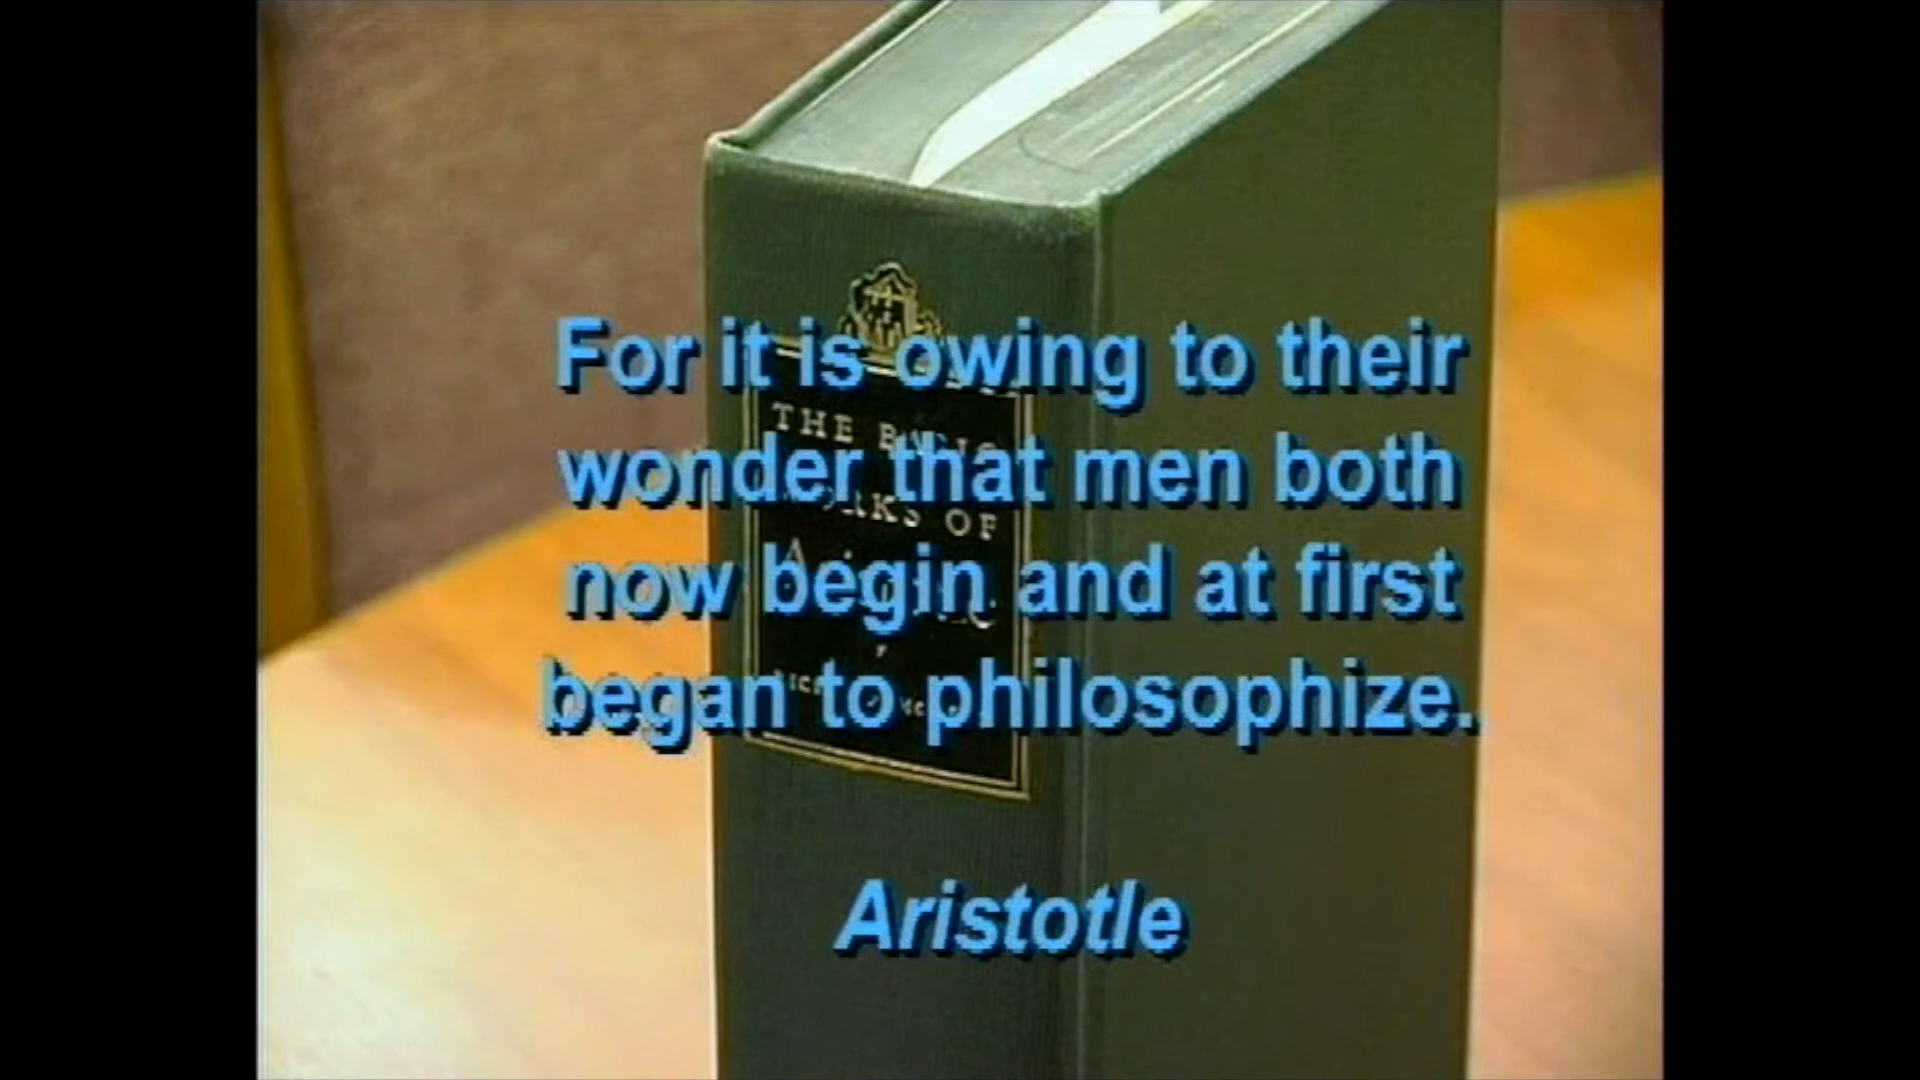 For it is owing to their
wonder that men both
now begin and at first
began to philosophize.
Aristotle
THE
OF